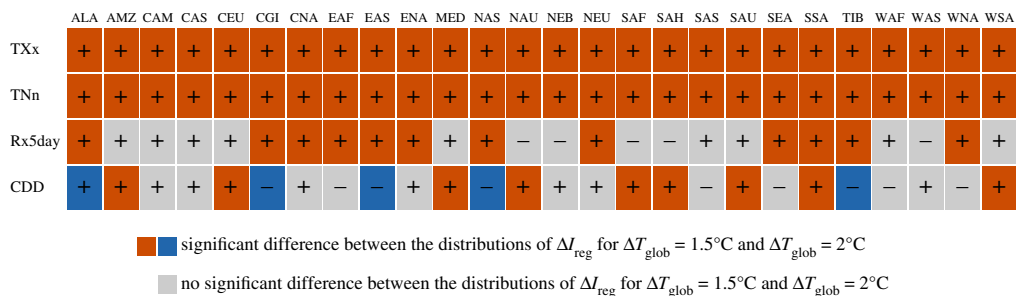 ALA AMZ CAM CAS CEU CGI CNA EAF EAS ENA MED NAS NAU NEB NEU SAF SAH SAS SAU SEA SSA TIB WAF WAS WNA WSA
TXx + + + + + + + + + + + + + + + + + + + + + + + + + +
TNn + + + + + + + + + + + + + + + + + + + + + + + + + +
Rx5day + + + + + + + + + + + + – – + – – + + + + + + – + +
CDD + + + + + – + – – + + – + + + + + – + – + – – + – +
significant difference between the distributions of ΔI_reg for ΔT_glob = 1.5°C and ΔT_glob = 2°C
no significant difference between the distributions of ΔI_reg for ΔT_glob = 1.5°C and ΔT_glob = 2°C